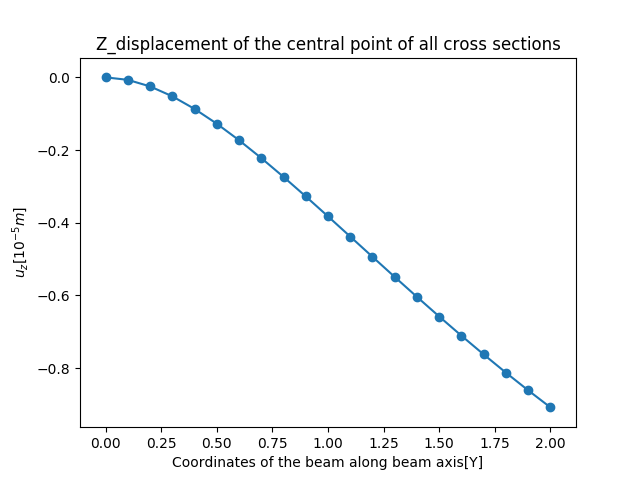 Z_displacement of the central point of all cross sections
0.0
−0.2
−0.4
−0.6
−0.8
u_z[10^{−5}m]
0.00 0.25 0.50 0.75 1.00 1.25 1.50 1.75 2.00
Coordinates of the beam along beam axis[Y]